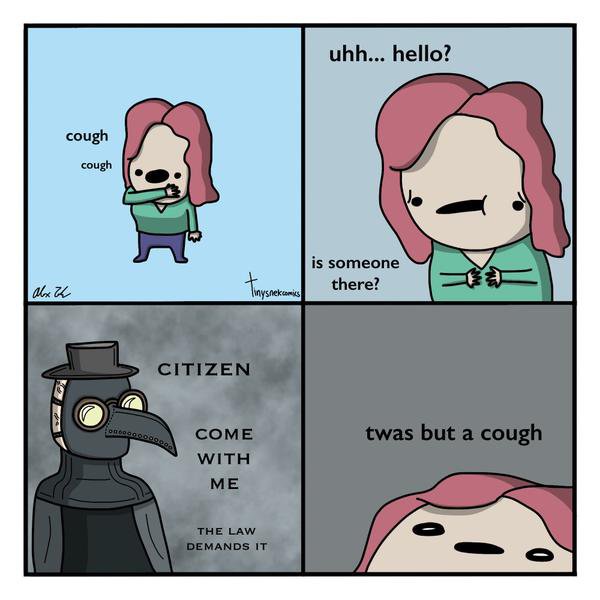 cough
cough
tinysnekcomics
uhh... hello?
is someone
there?
CITIZEN
COME
WITH
ME
THE LAW
DEMANDS IT
twas but a cough